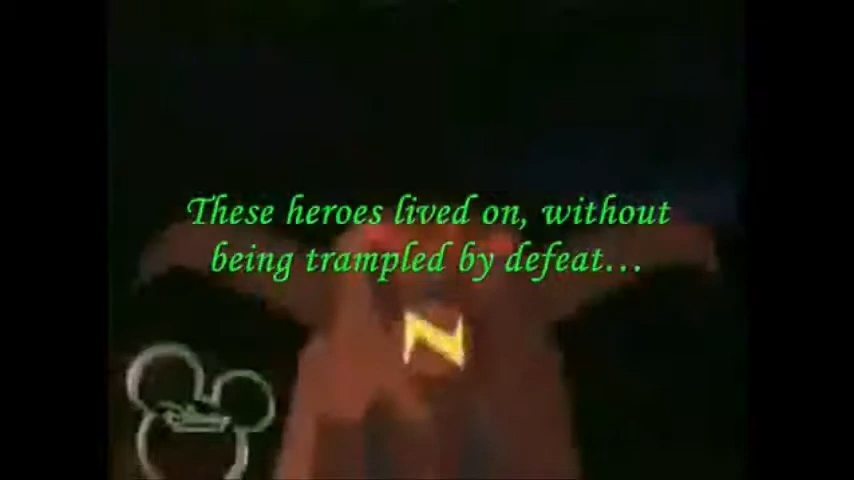 These heroes lived on, without
being trampled by defeat...
N
Disney